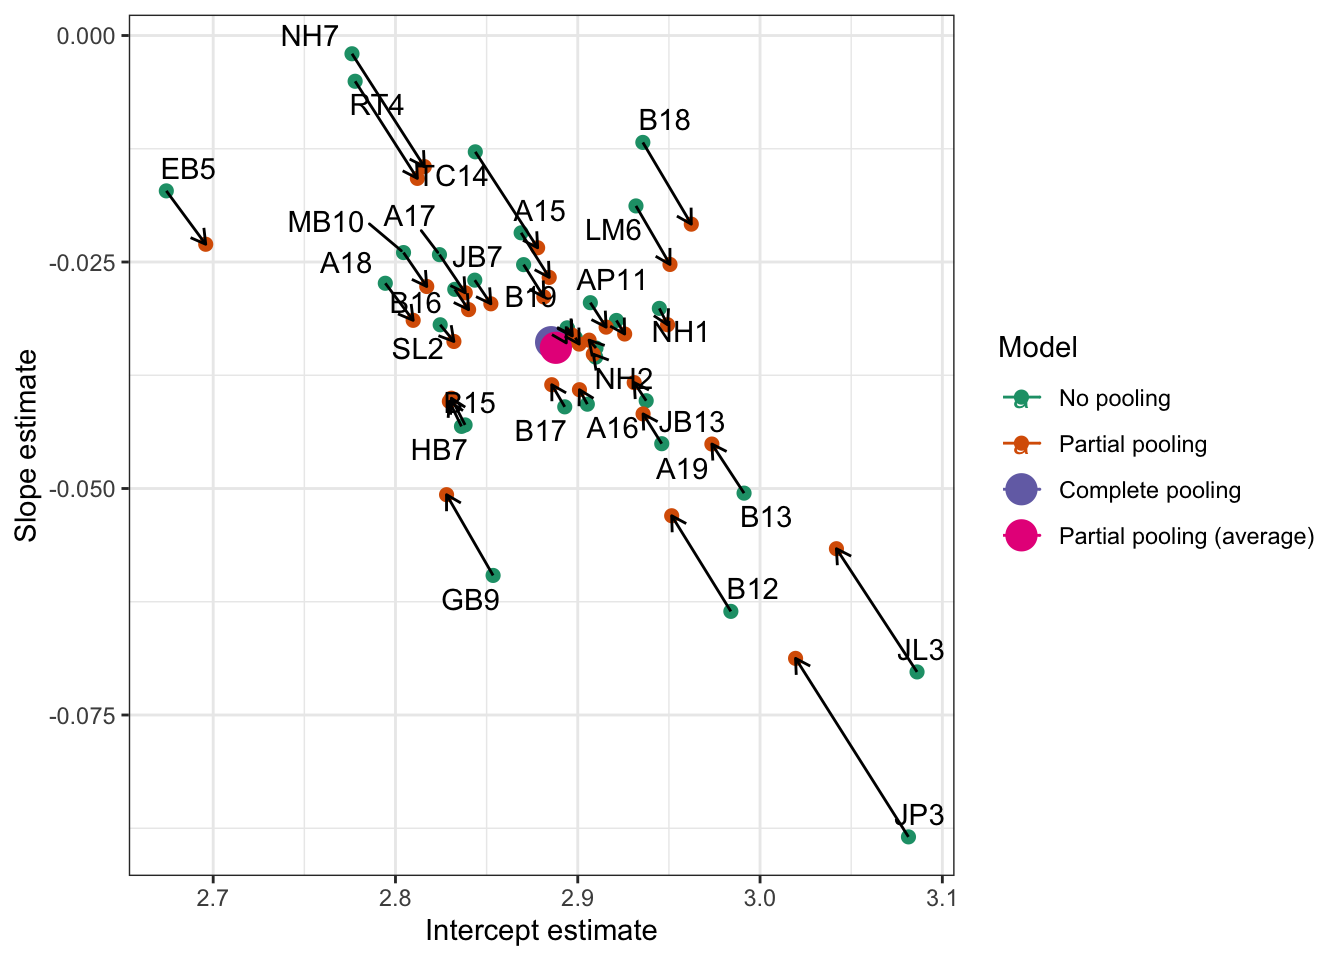 0.000
-0.025
-0.050
-0.075
Slope estimate
NH7
RT4
B18
EB5
TC14
MB10
A17
A15
LM6
A18
JB7
AP11
B16
B19
SL2
NH1
NH2
HB7
B17
A16
JB13
A19
B13
GB9
B12
JL3
JP3
2.7
2.8
2.9
3.0
3.1
Intercept estimate
Model
No pooling
Partial pooling
Complete pooling
Partial pooling (average)